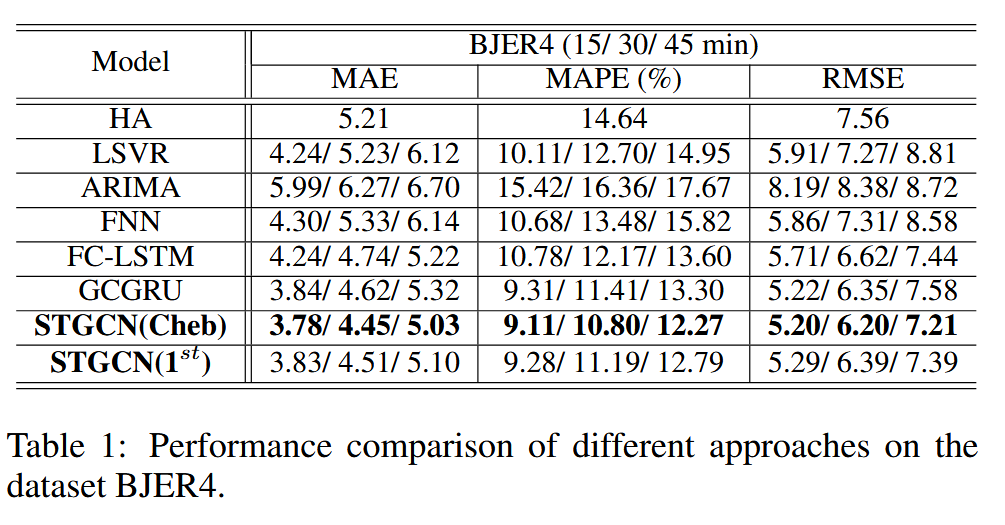 Model BJER4 (15/ 30/ 45 min)
MAE MAPE (%) RMSE
HA 5.21 14.64 7.56
LSVR 4.24/ 5.23/ 6.12 10.11/ 12.70/ 14.95 5.91/ 7.27/ 8.81
ARIMA 5.99/ 6.27/ 6.70 15.42/ 16.36/ 17.67 8.19/ 8.38/ 8.72
FNN 4.30/ 5.33/ 6.14 10.68/ 13.48/ 15.82 5.86/ 7.31/ 8.58
FC-LSTM 4.24/ 4.74/ 5.22 10.78/ 12.17/ 13.60 5.71/ 6.62/ 7.44
GCGRU 3.84/ 4.62/ 5.32 9.31/ 11.41/ 13.30 5.22/ 6.35/ 7.58
STGCN(Cheb) 3.78/ 4.45/ 5.03 9.11/ 10.80/ 12.27 5.20/ 6.20/ 7.21
STGCN(1st) 3.83/ 4.51/ 5.10 9.28/ 11.19/ 12.79 5.29/ 6.39/ 7.39
Table 1: Performance comparison of different approaches on the
dataset BJER4.